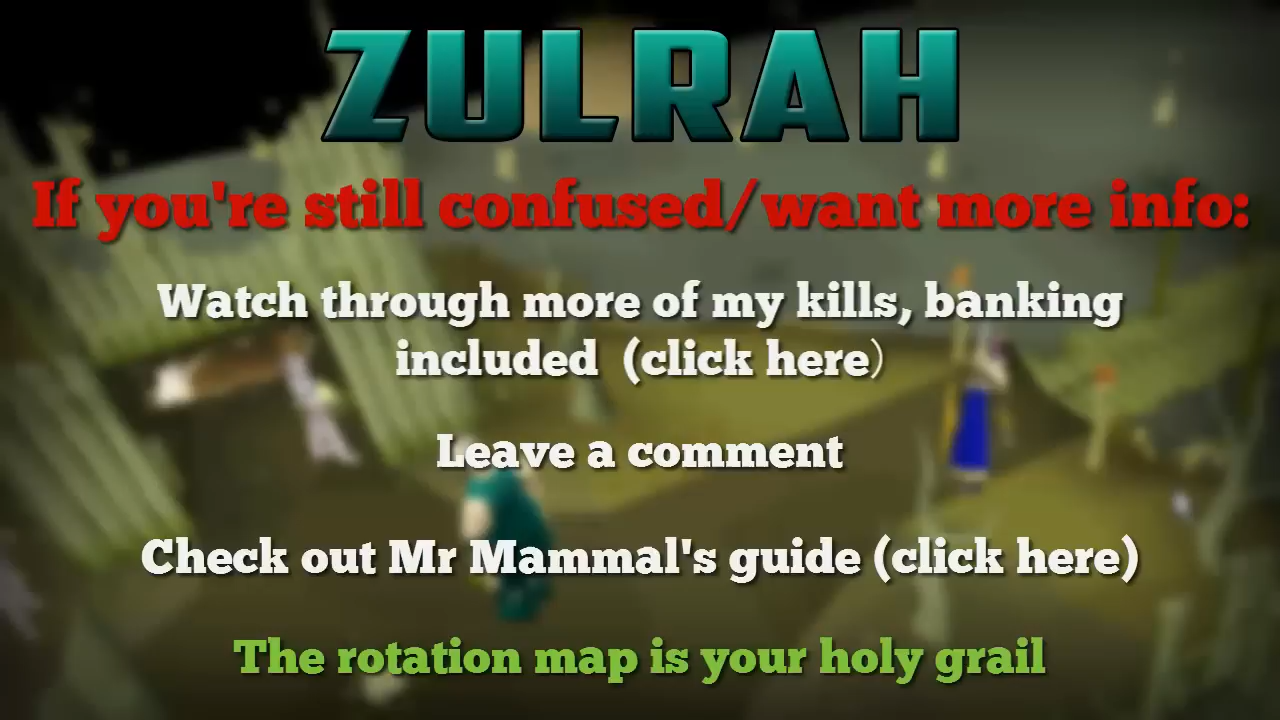 ZULRAH
If you're still confused/want more info:
Watch through more of my kills, banking
included (click here)
Leave a comment
Check out Mr Mammal's guide (click here)
The rotation map is your holy grail